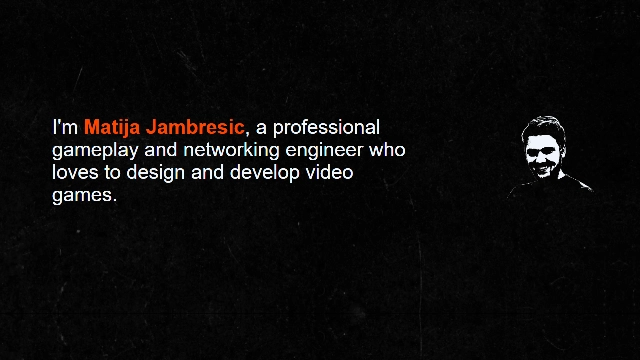 I'm Matija Jambresic, a professional
gameplay and networking engineer who
loves to design and develop video
games.